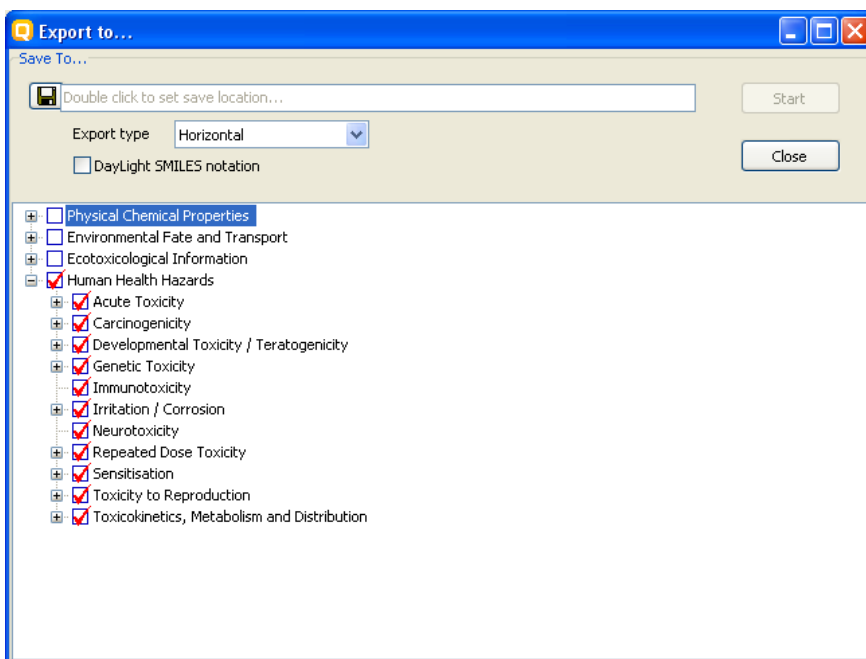 Export to...
Save To...
Double click to set save location...
Start
Export type Horizontal
DayLight SMILES notation
Close
Physical Chemical Properties
Environmental Fate and Transport
Ecotoxicological Information
Human Health Hazards
Acute Toxicity
Carcinogenicity
Developmental Toxicity / Teratogenicity
Genetic Toxicity
Immunotoxicity
Irritation / Corrosion
Neurotoxicity
Repeated Dose Toxicity
Sensitisation
Toxicity to Reproduction
Toxicokinetics, Metabolism and Distribution